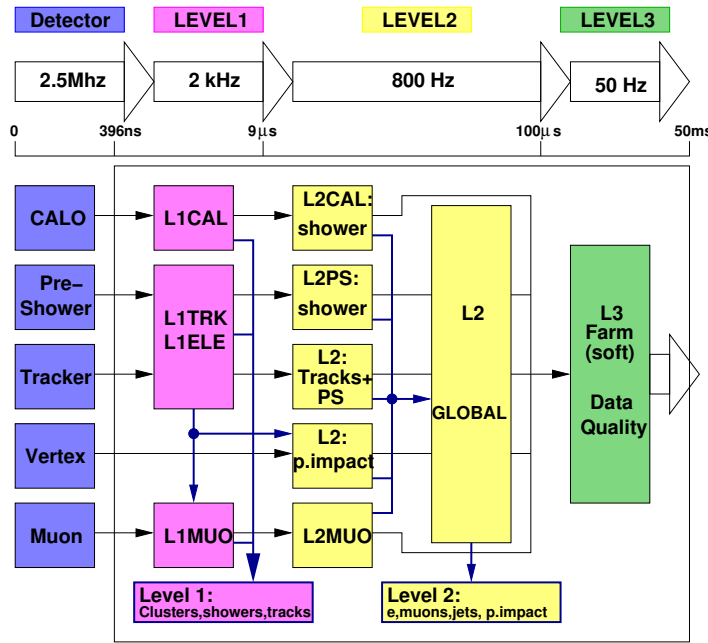 Detector
LEVEL1
LEVEL2
LEVEL3
2.5Mhz
2 kHz
800 Hz
50 Hz
0
396ns
9μs
100μs
50ms
CALO
L1CAL
L2CAL:
shower
Pre-
Shower
L1TRK
L1ELE
L2PS:
shower
L2
GLOBAL
L3
Farm
(soft)
Data
Quality
Tracker
L2:
Tracks+
PS
Vertex
L2:
p.impact
Muon
L1MUO
L2MUO
Level 1:
Clusters,showers,tracks
Level 2:
e,muons,jets, p.impact